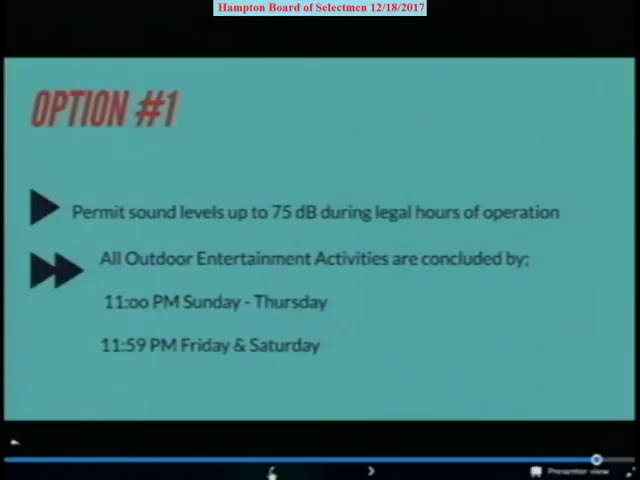 Hampton Board of Selectmen 12/18/2017
OPTION #1
Permit sound levels up to 75 dB during legal hours of operation
All Outdoor Entertainment Activities are concluded by;
11:oo PM Sunday - Thursday
11:59 PM Friday & Saturday
Presenter view